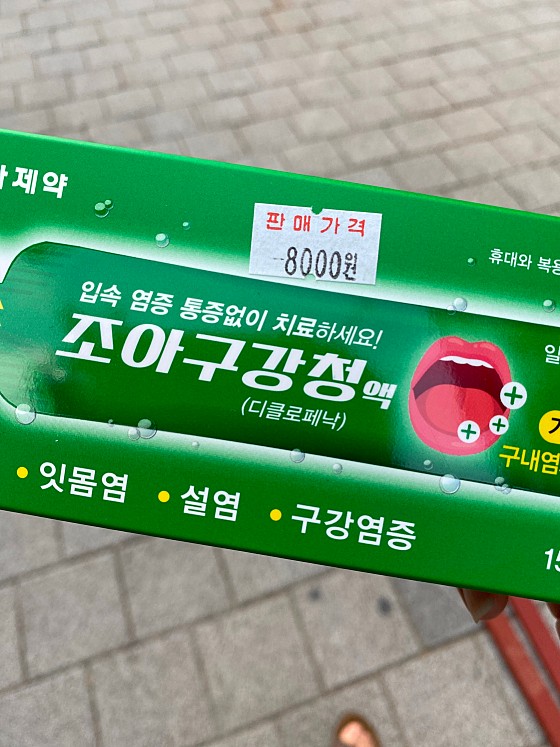 제약
판매가격
8000원
휴대와 복용
입속 염증 통증없이 치료하세요!
조아구강청액
(디클로페낙)
일
구내염
• 잇몸염 • 설염 • 구강염증
15